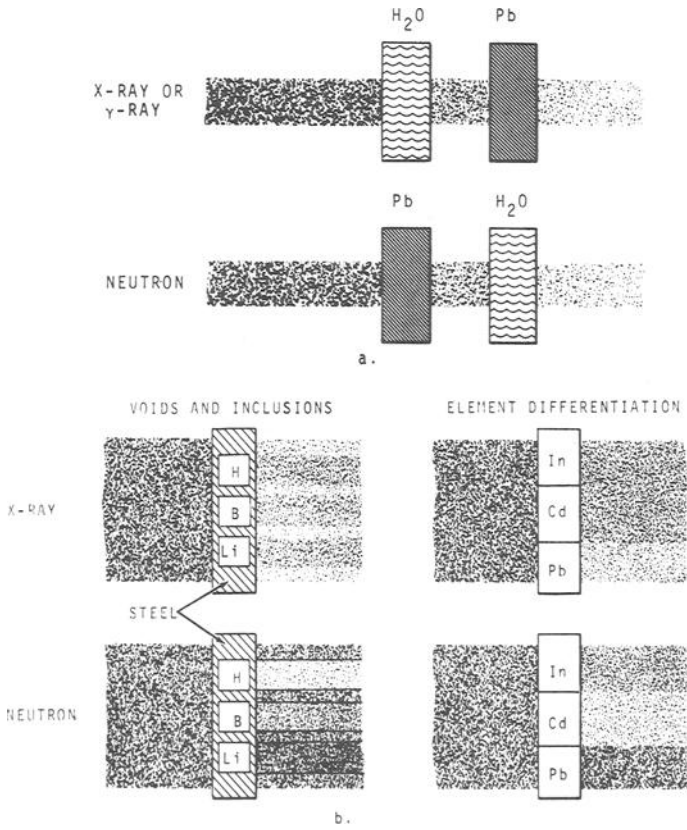 H2O Pb
X-RAY OR
γ-RAY
Pb H2O
NEUTRON
a.
VOIDS AND INCLUSIONS ELEMENT DIFFERENTIATION
X-RAY
H
B
Li
In
Cd
Pb
STEEL
NEUTRON
H
B
Li
In
Cd
Pb
b.